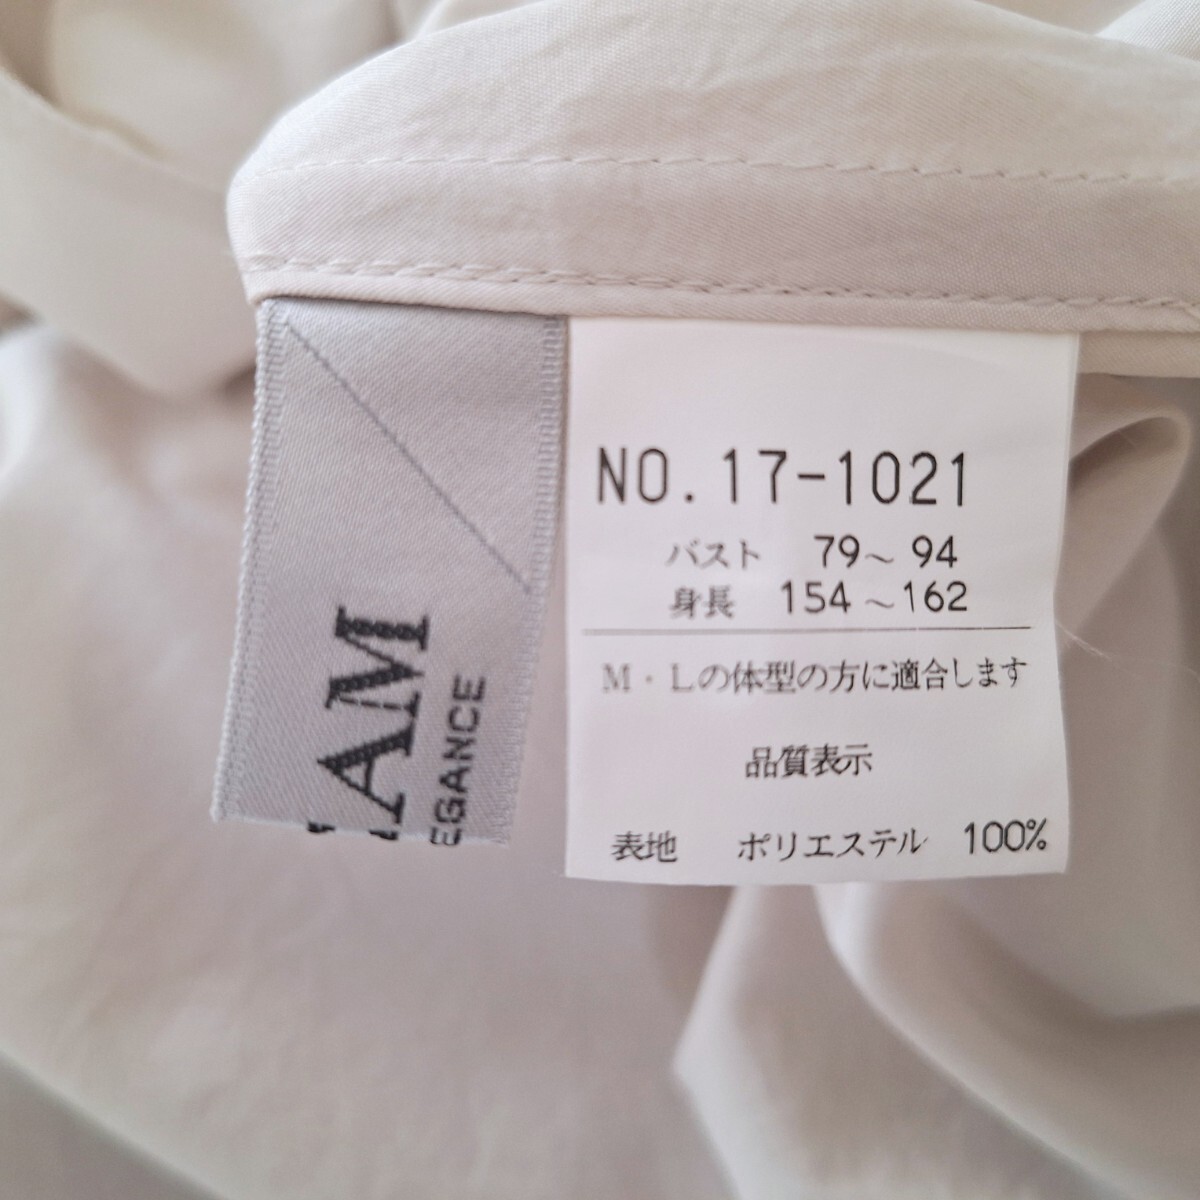 NO.17-1021
バスト 79～94
身長 154～162
M・Lの体型の方に適合します
品質表示
表地 ポリエステル 100%
AM
EGANCE